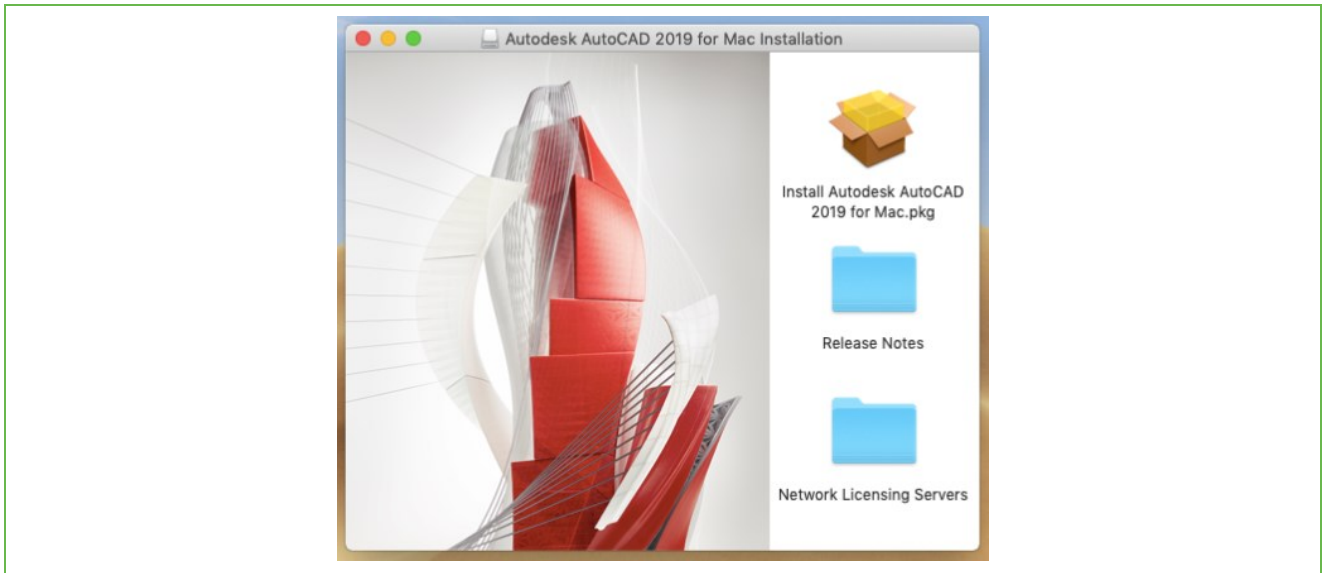 Autodesk AutoCAD 2019 for Mac Installation
Install Autodesk AutoCAD
2019 for Mac.pkg
Release Notes
Network Licensing Servers